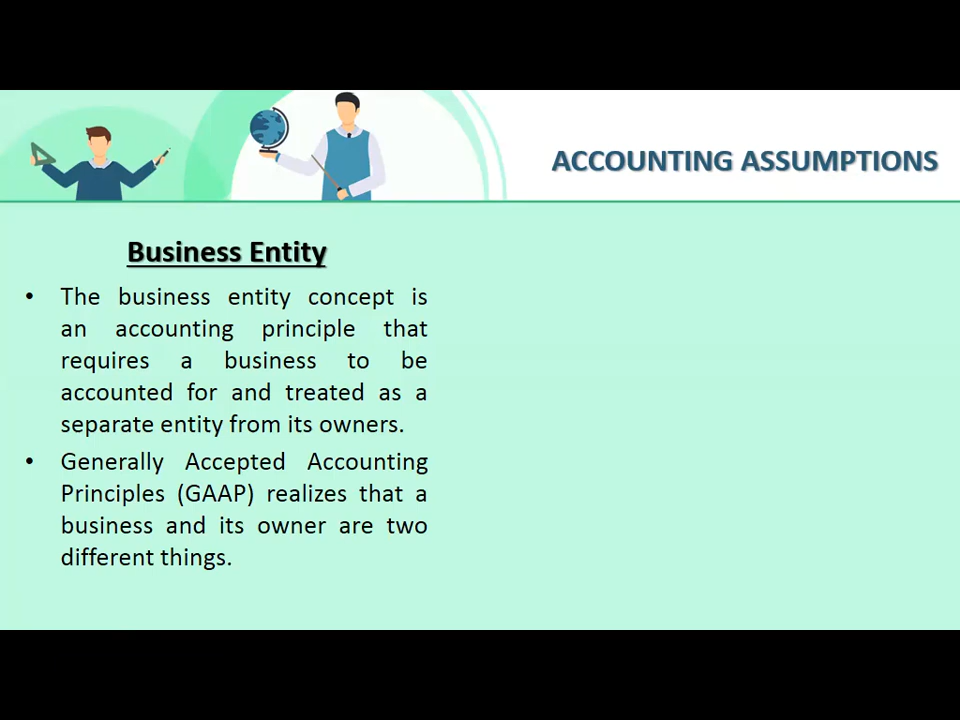 ACCOUNTING ASSUMPTIONS
Business Entity
• The business entity concept is
an accounting principle that
requires a business to be
accounted for and treated as a
separate entity from its owners.
• Generally Accepted Accounting
Principles (GAAP) realizes that a
business and its owner are two
different things.